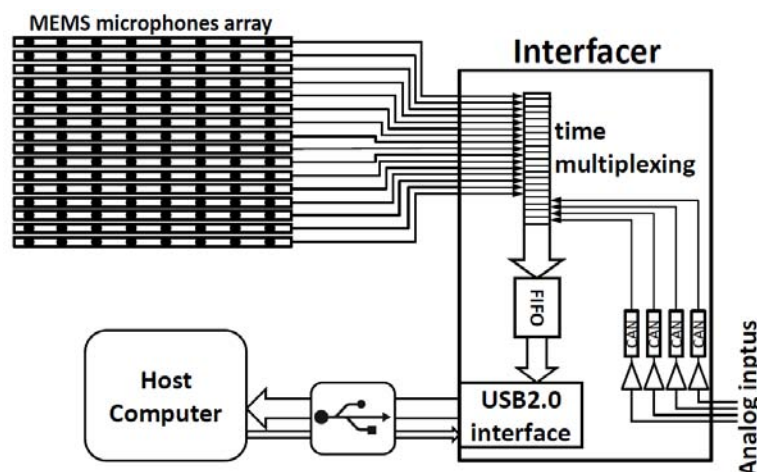 MEMS microphones array
Interfacer
time
multiplexing
FIFO
CAN
CAN
CAN
CAN
Analog inptus
Host
Computer
USB2.0
interface